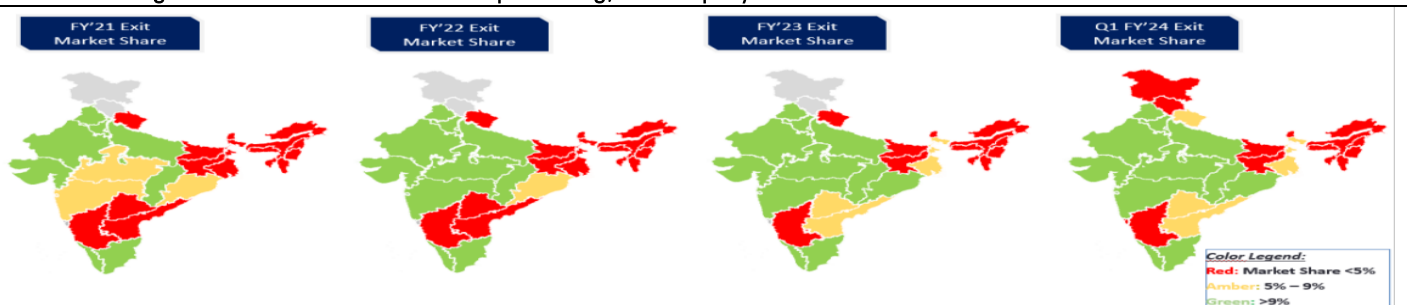 FY'21 Exit
Market Share
FY'22 Exit
Market Share
FY'23 Exit
Market Share
Q1 FY'24 Exit
Market Share
Color Legend:
Red: Market Share <5%
Amber: 5% – 9%
Green: >9%